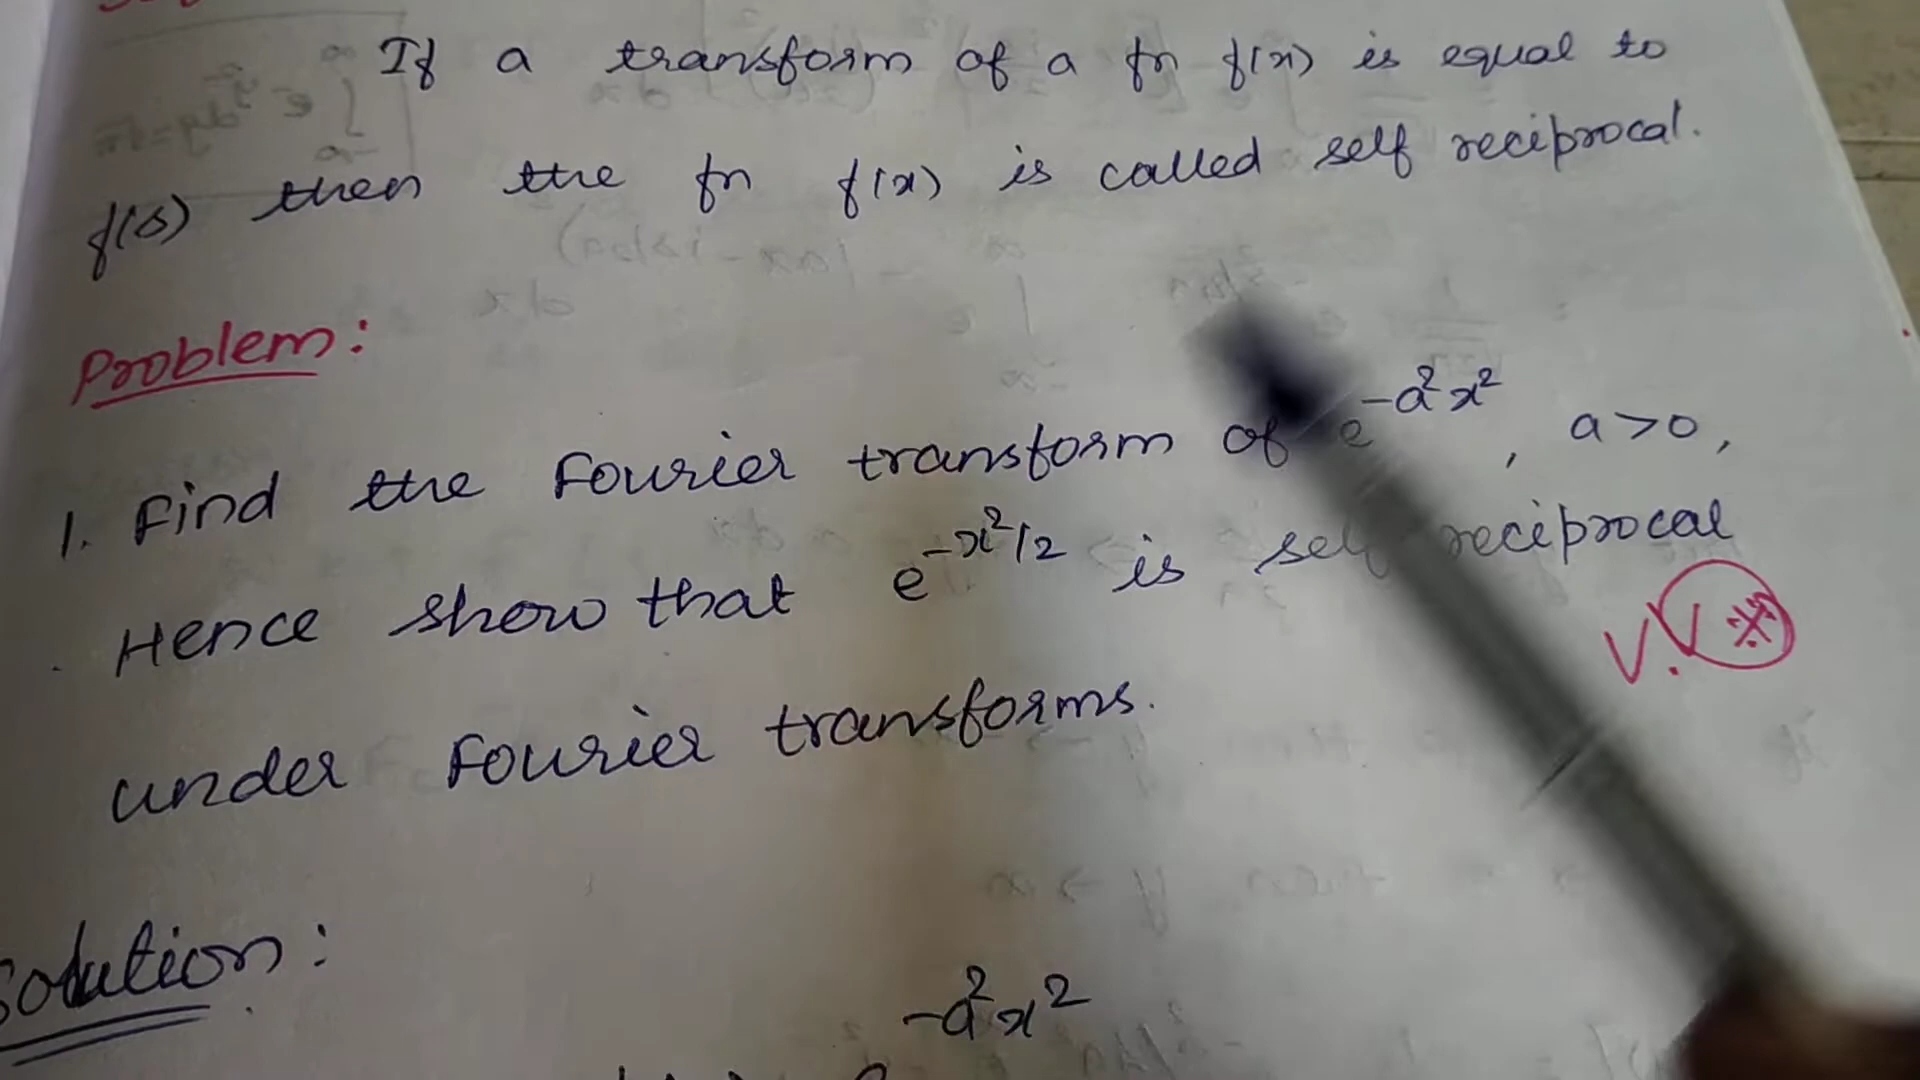 If a transform of a fn f(x) is equal to
f(s) then the fn f(x) is called self reciprocal.
Problem:
1. Find the Fourier transform of e^{-a²x²}, a>0,
Hence show that e^{-x²/2} is self reciprocal
V.V※
under Fourier transforms.
Solution:
-a²x²